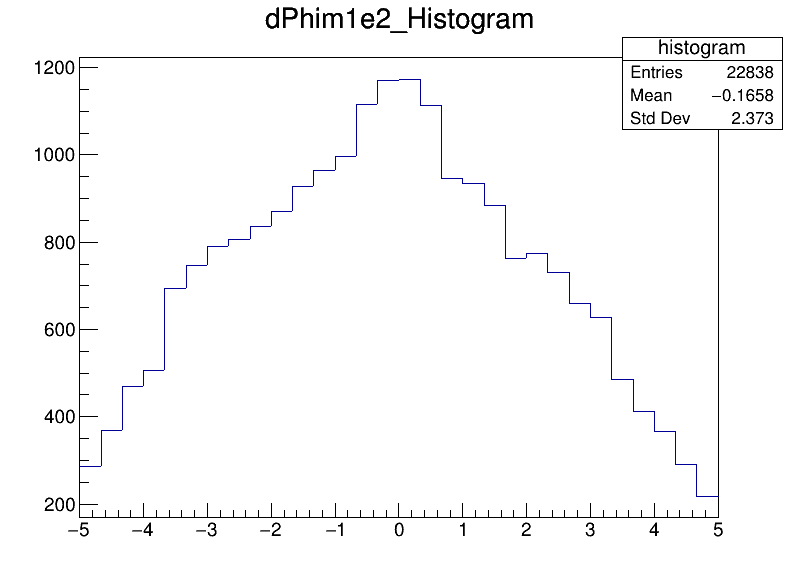 dPhim1e2_Histogram
histogram
Entries 22838
Mean −0.1658
Std Dev 2.373
1200
1000
800
600
400
200
−5 −4 −3 −2 −1 0 1 2 3 4 5